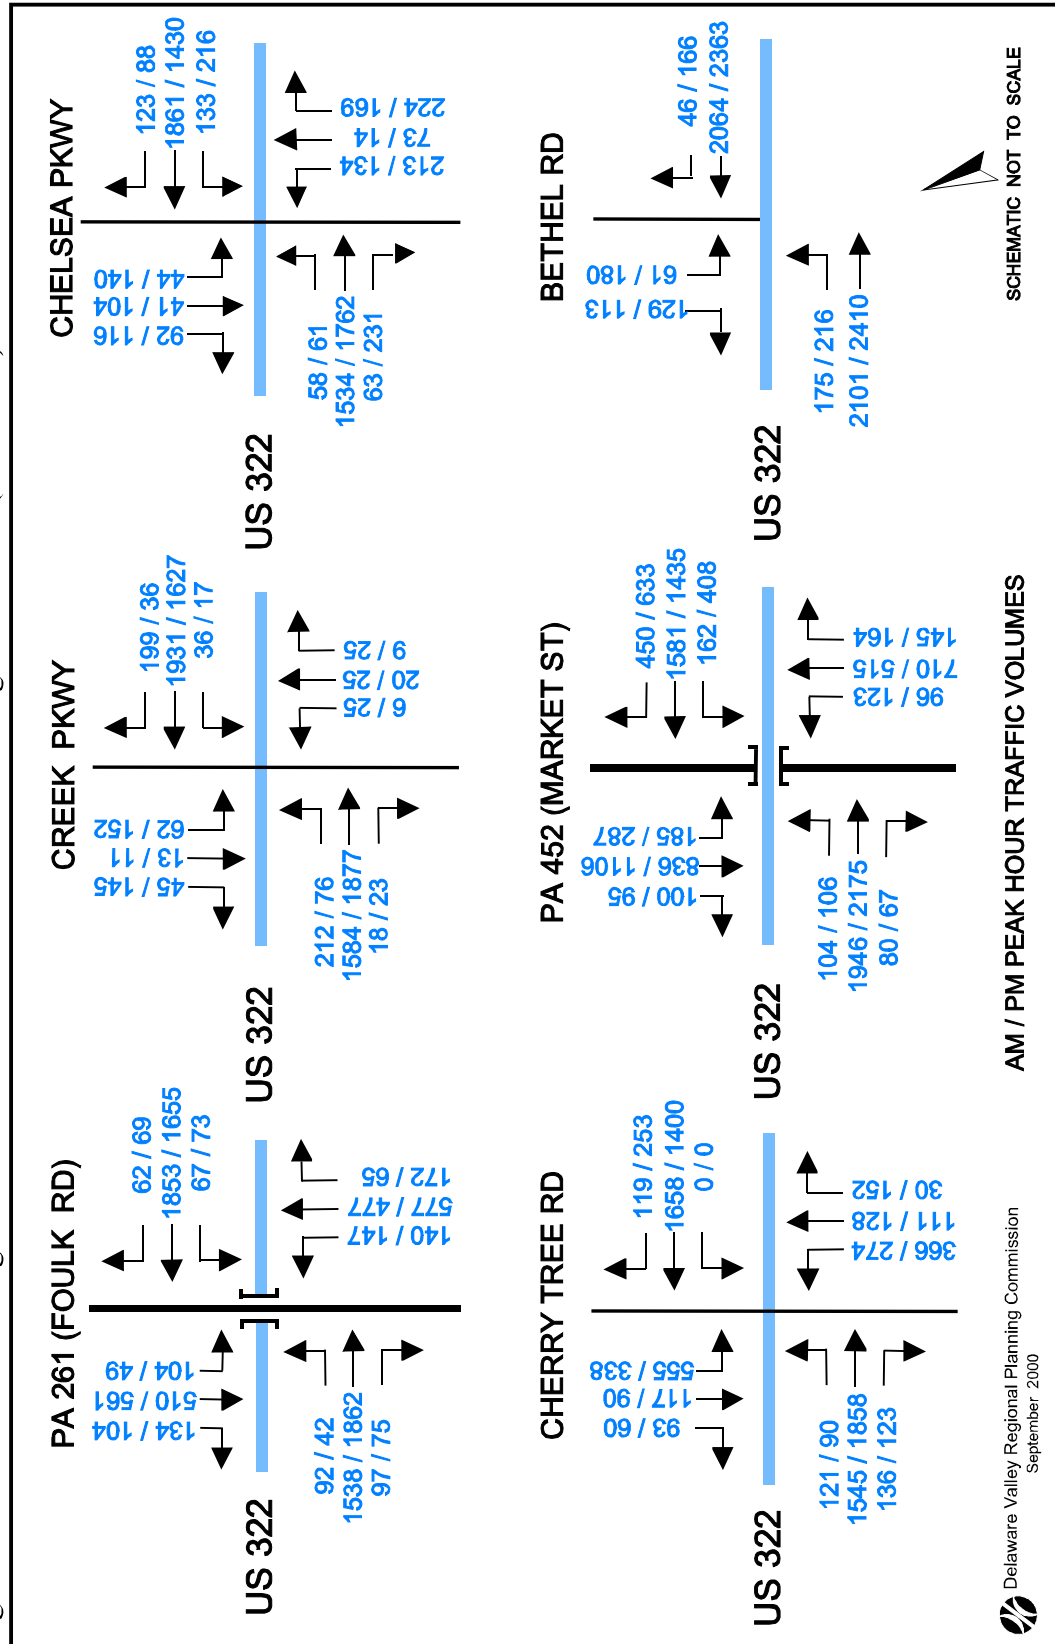 PA 261 (FOULK RD)
62 / 69
1853 / 1655
67 / 73
104 / 49
510 / 561
134 / 104
US 322
92 / 42
1538 / 1862
97 / 75
172 / 65
577 / 477
140 / 147
CREEK PKWY
199 / 36
1931 / 1627
36 / 17
62 / 152
13 / 11
45 / 145
US 322
212 / 76
1584 / 1877
18 / 23
9 / 25
20 / 25
6 / 25
CHELSEA PKWY
123 / 88
1861 / 1430
133 / 216
44 / 140
41 / 104
92 / 116
US 322
58 / 61
1534 / 1762
63 / 231
224 / 169
73 / 14
213 / 134
CHERRY TREE RD
119 / 253
1658 / 1400
0 / 0
555 / 338
117 / 90
93 / 60
US 322
121 / 90
1545 / 1858
136 / 123
30 / 152
111 / 128
366 / 274
PA 452 (MARKET ST)
450 / 633
1581 / 1435
162 / 408
185 / 287
836 / 1106
100 / 95
US 322
104 / 106
1946 / 2175
80 / 67
145 / 164
710 / 515
96 / 123
BETHEL RD
46 / 166
2064 / 2363
61 / 180
129 / 113
US 322
175 / 216
2101 / 2410
Delaware Valley Regional Planning Commission
September 2000
AM / PM PEAK HOUR TRAFFIC VOLUMES
SCHEMATIC NOT TO SCALE